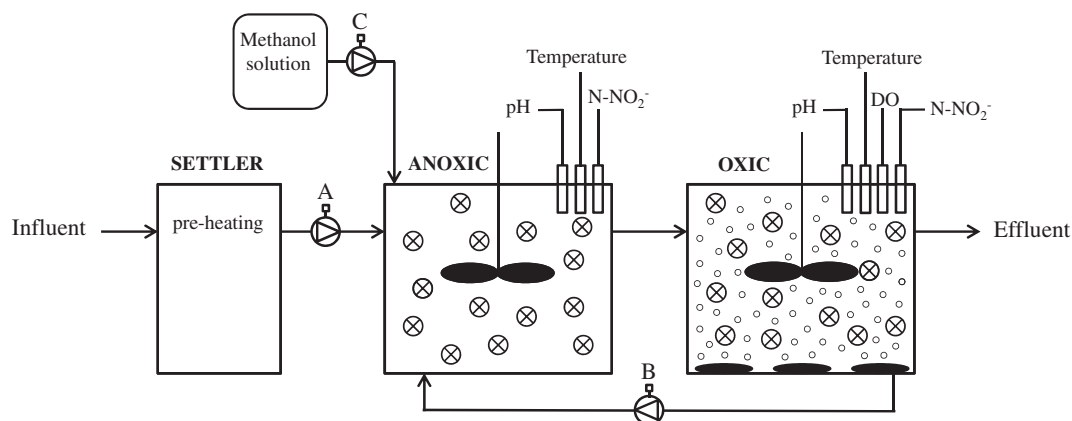 Methanol
solution
C
Temperature
pH
N-NO₂⁻
Temperature
pH
DO
N-NO₂⁻
SETTLER
ANOXIC
OXIC
A
pre-heating
Influent
Effluent
B